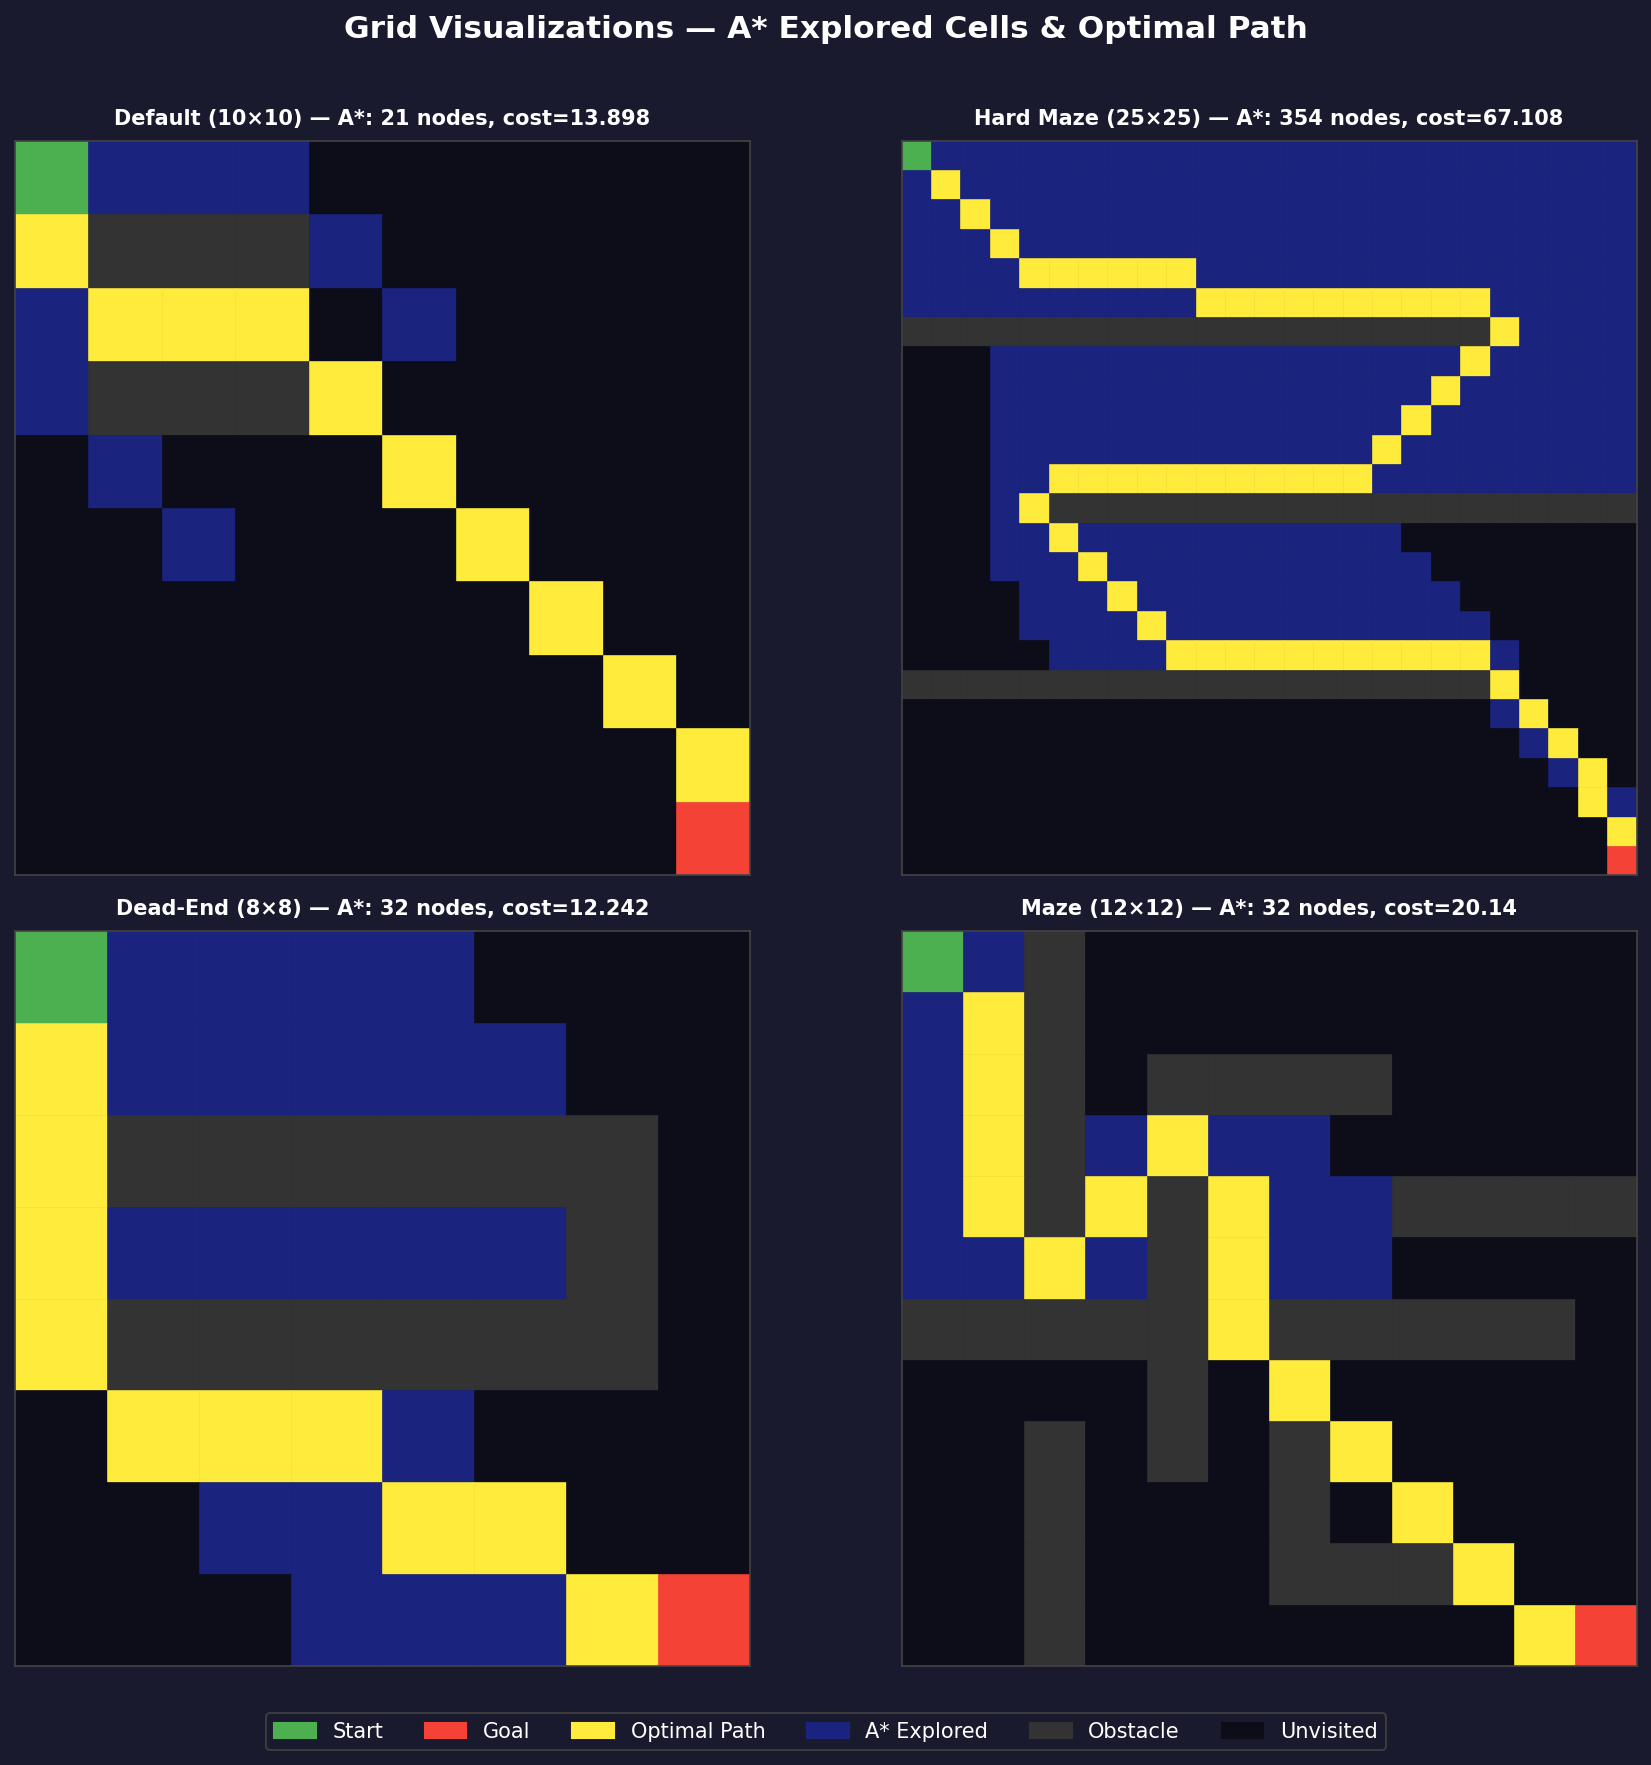 Grid Visualizations — A* Explored Cells & Optimal Path
Default (10×10) — A*: 21 nodes, cost=13.898
Hard Maze (25×25) — A*: 354 nodes, cost=67.108
Dead-End (8×8) — A*: 32 nodes, cost=12.242
Maze (12×12) — A*: 32 nodes, cost=20.14
Start Goal Optimal Path A* Explored Obstacle Unvisited